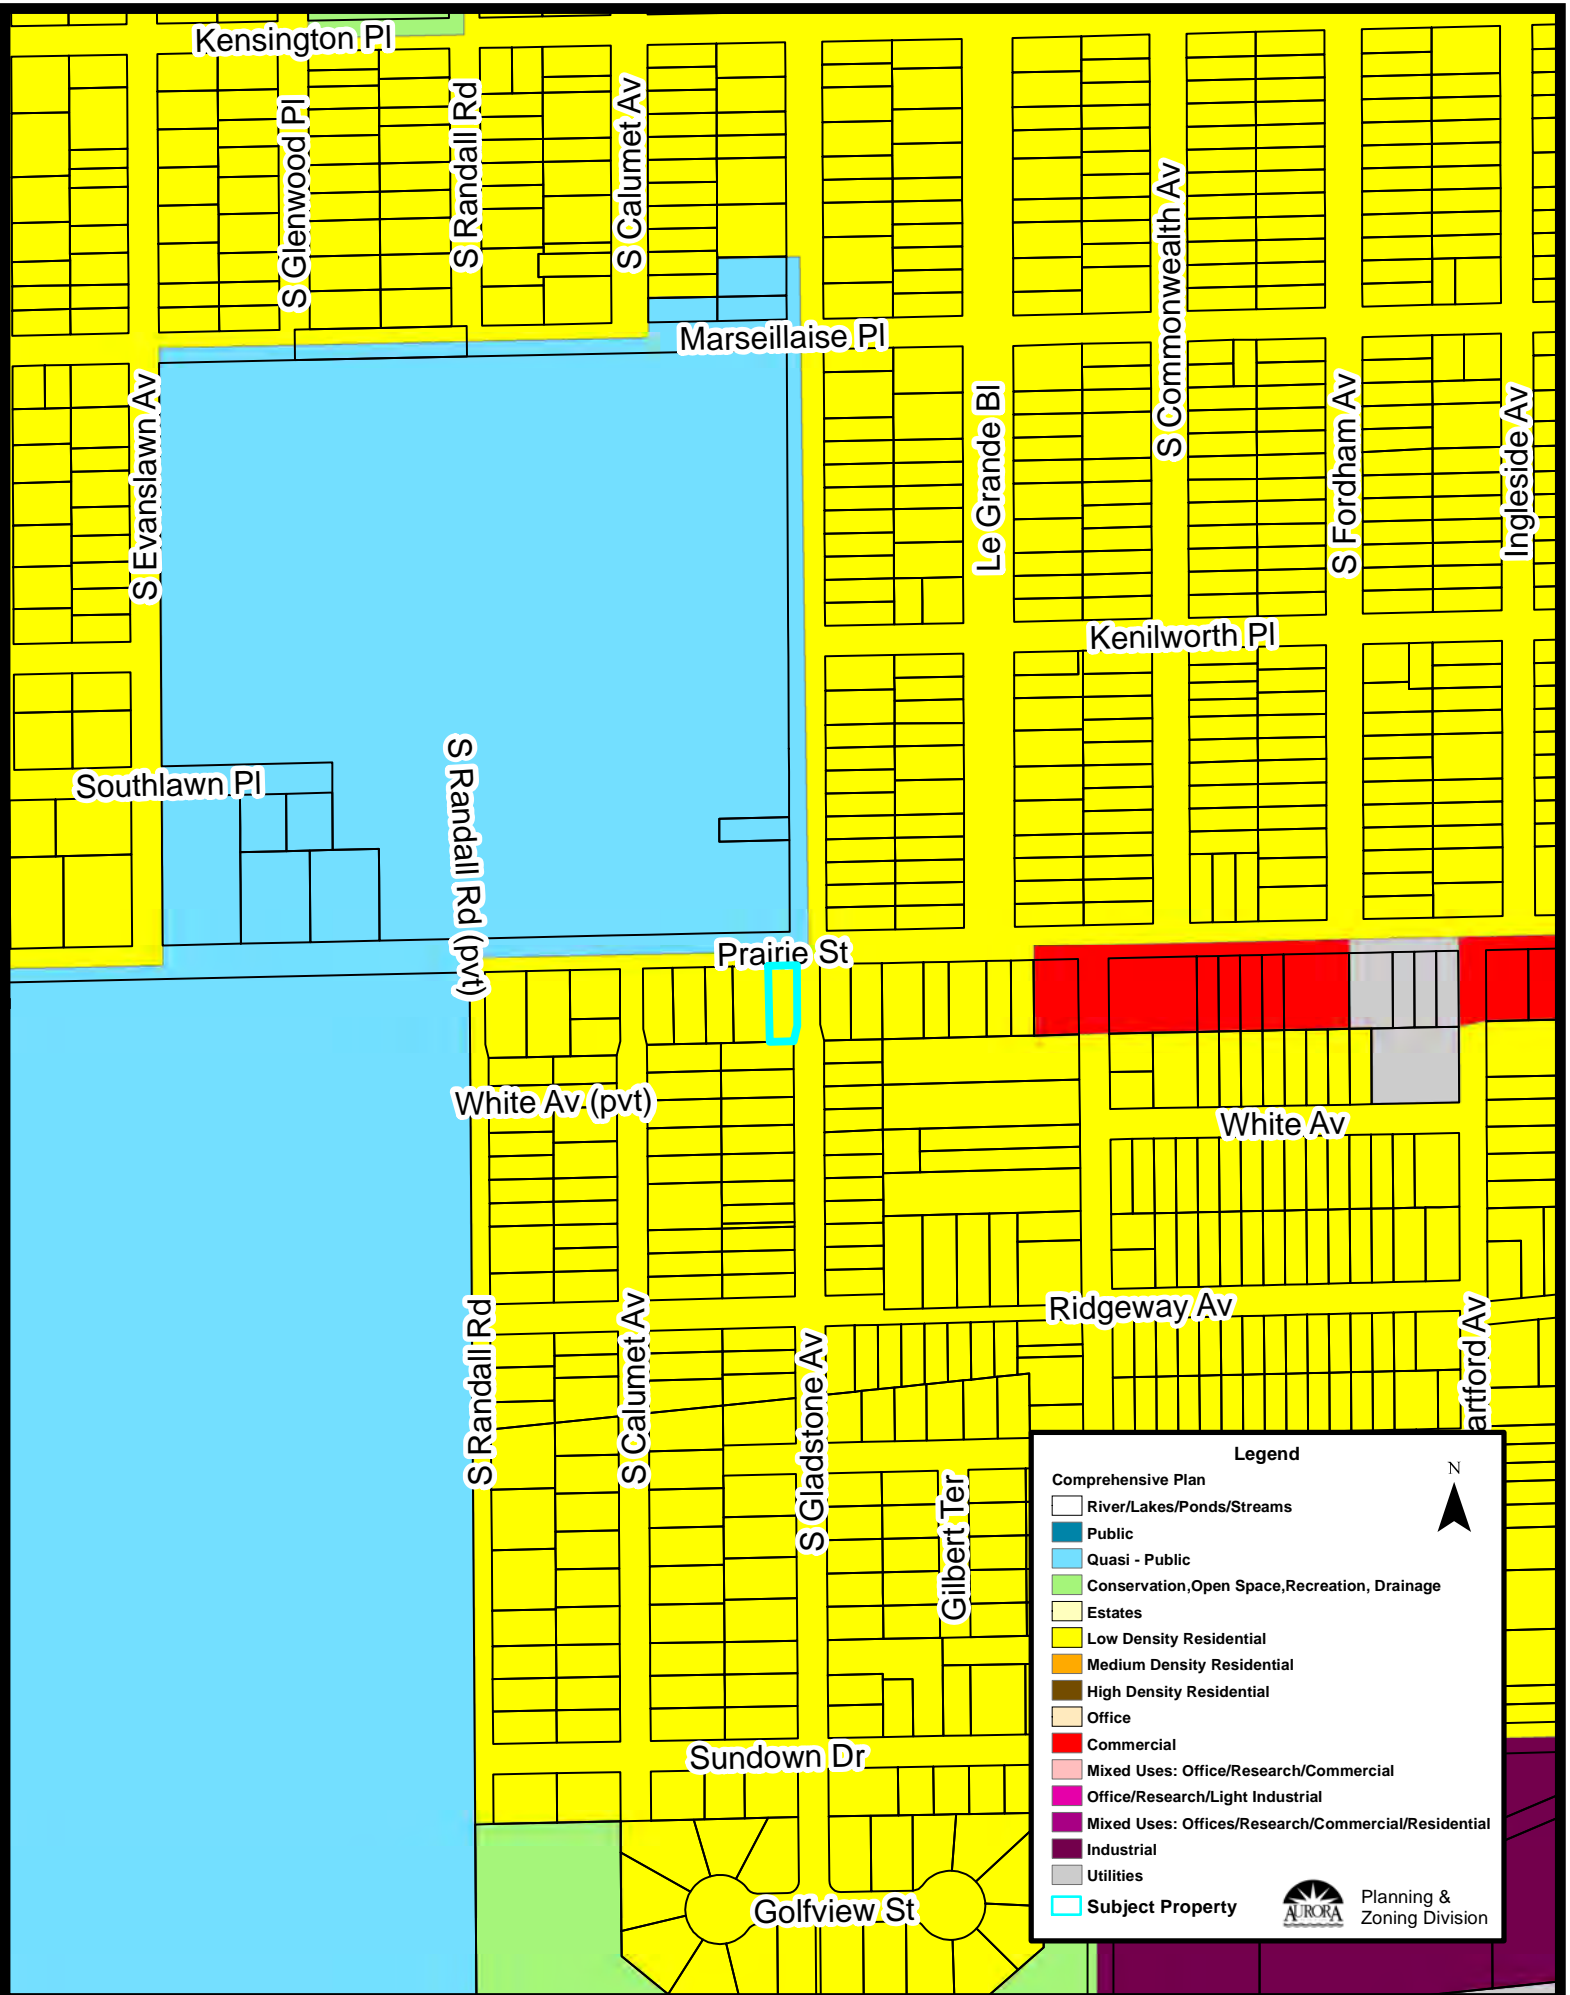 Kensington Pl
S Glenwood Pl
S Randall Rd
S Calumet Av
S Commonwealth Av
Marseillaise Pl
S Evanslawn Av
Le Grande Bl
S Fordham Av
Ingleside Av
Kenilworth Pl
Southlawn Pl
S Randall Rd (pvt)
Prairie St
White Av (pvt)
White Av
Ridgeway Av
S Randall Rd
S Calumet Av
S Gladstone Av
artford Av
Gilbert Ter
Sundown Dr
Golfview St
Legend
N
Comprehensive Plan
River/Lakes/Ponds/Streams
Public
Quasi - Public
Conservation,Open Space,Recreation, Drainage
Estates
Low Density Residential
Medium Density Residential
High Density Residential
Office
Commercial
Mixed Uses: Office/Research/Commercial
Office/Research/Light Industrial
Mixed Uses: Offices/Research/Commercial/Residential
Industrial
Utilities
Subject Property
AURORA
Planning &
Zoning Division